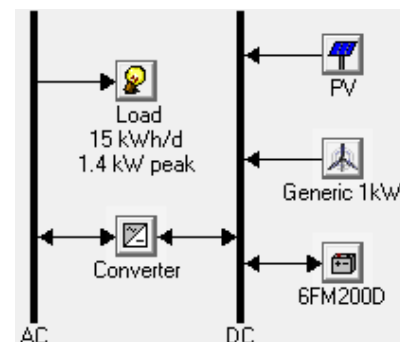 PV
Load
15 kWh/d
1.4 kW peak
Generic 1kW
Converter
6FM200D
AC
DC